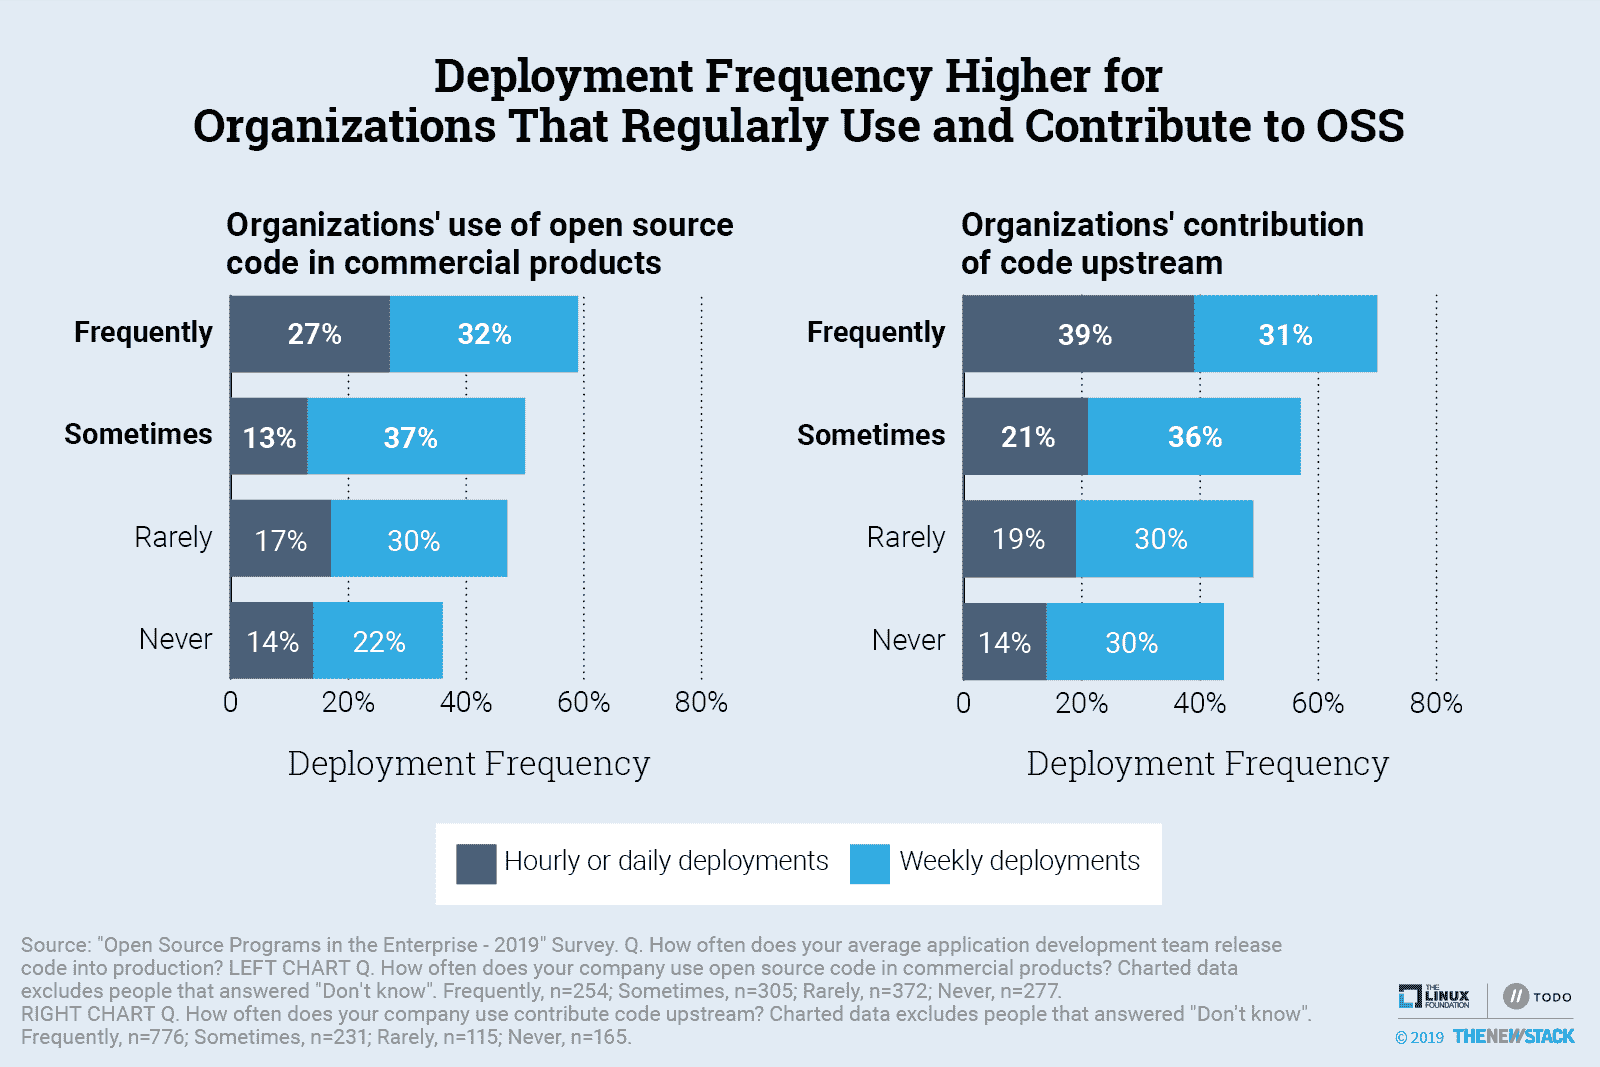 Deployment Frequency Higher for
Organizations That Regularly Use and Contribute to OSS
Organizations' use of open source
code in commercial products
Frequently 27% 32%
Sometimes 13% 37%
Rarely 17% 30%
Never 14% 22%
0 20% 40% 60% 80%
Deployment Frequency
Organizations' contribution
of code upstream
Frequently 39% 31%
Sometimes 21% 36%
Rarely 19% 30%
Never 14% 30%
0 20% 40% 60% 80%
Deployment Frequency
Hourly or daily deployments Weekly deployments
Source: "Open Source Programs in the Enterprise - 2019" Survey. Q. How often does your average application development team release
code into production? LEFT CHART Q. How often does your company use open source code in commercial products? Charted data
excludes people that answered "Don't know". Frequently, n=254; Sometimes, n=305; Rarely, n=372; Never, n=277.
RIGHT CHART Q. How often does your company use contribute code upstream? Charted data excludes people that answered "Don't know".
Frequently, n=776; Sometimes, n=231; Rarely, n=115; Never, n=165.
THE
LINUX
FOUNDATION
TODO
© 2019 THENEWSTACK